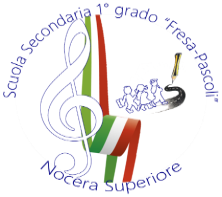 Scuola Secondaria 1° grado "Fresa-Pascoli"
Nocera Superiore